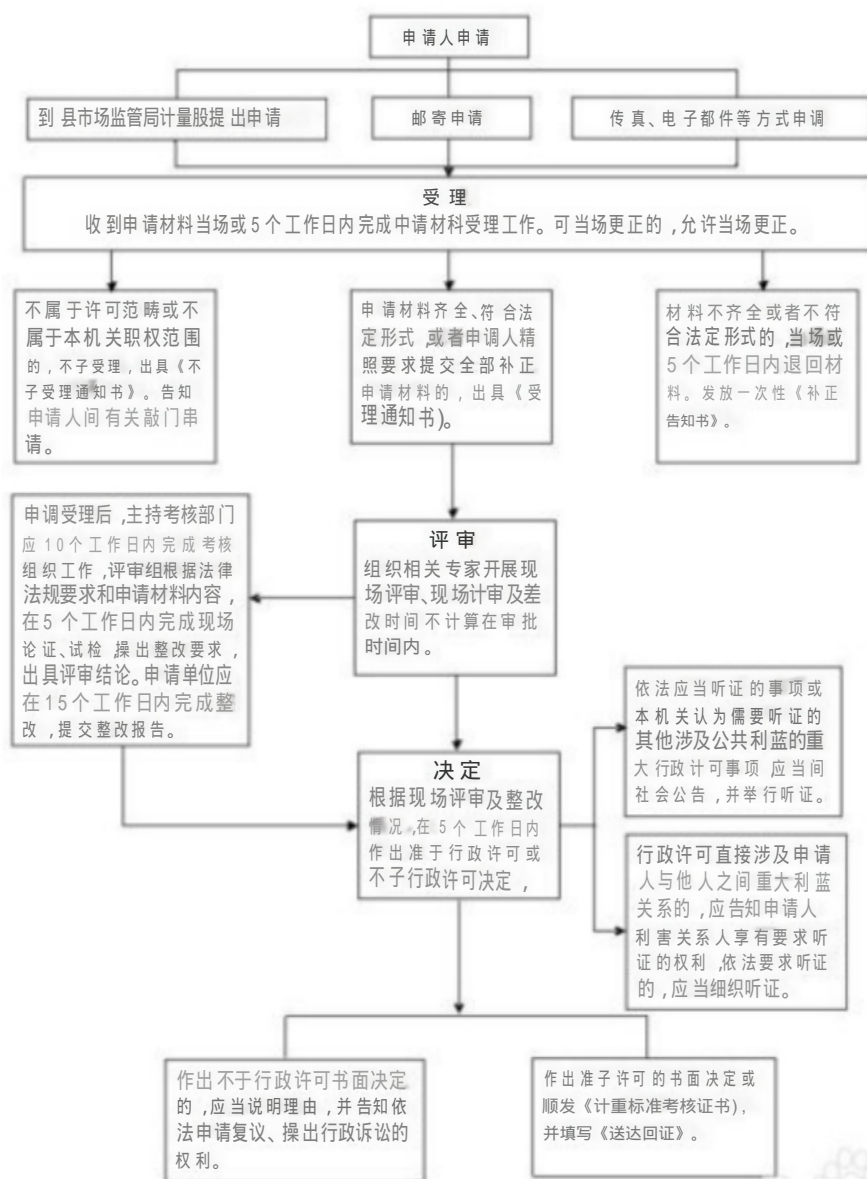 申请人申请
到县市场监管局计量股提出申请
邮寄申请
传真、电子都件等方式申调
受理
收到申请材料当场或5个工作日内完成中请材科受理工作。可当场更正的,允许当场更正。
不属于许可范畴或不
属于本机关职权范围
的,不子受理,出具《不
子受理通知书》。告知
申请人间有关敲门串
请。
申请材料齐全、符合法
定形式,或者申调人精
照要求提交全部补正
申请材料的,出具《受
理通知书)。
材料不齐全或者不符
合法定形式的,当场或
5个工作日内退回材
料。发放一次性《补正
告知书》。
申调受理后,主持考核部门
应10个工作日内完成考核
组织工作,评审组根据法律
法规要求和申请材料内容,
在5个工作日内完成现场
论证、试检,操出整改要求,
出具评审结论。申请单位应
在15个工作日内完成整
改,提交整改报告。
评审
组织相关专家开展现
场评审、现场计审及差
改时间不计算在审批
时间内。
决定
根据现场评审及整改
情况,在5个工作日内
作出准于行政许可或
不子行政许可决定,
依法应当听证的事项或
本机关认为儒要听证的
其他涉及公共利蓝的重
大行政计可事项 应当间
社会公告,并举行听证。
行政许可直接涉及申请
人与他人之间重大利蓝
关系的,应告知申请人
利害关系人享有要求听
证的权利,依法要求听证
的,应当细织听证。
作出不于行政许可书面决定
的,应当说明理由,并告知依
法申请复议、操出行政诉讼的
权利。
作出准子许可的书面决定或
顺发《计重标准考核证书),
并填写《送达回证》。